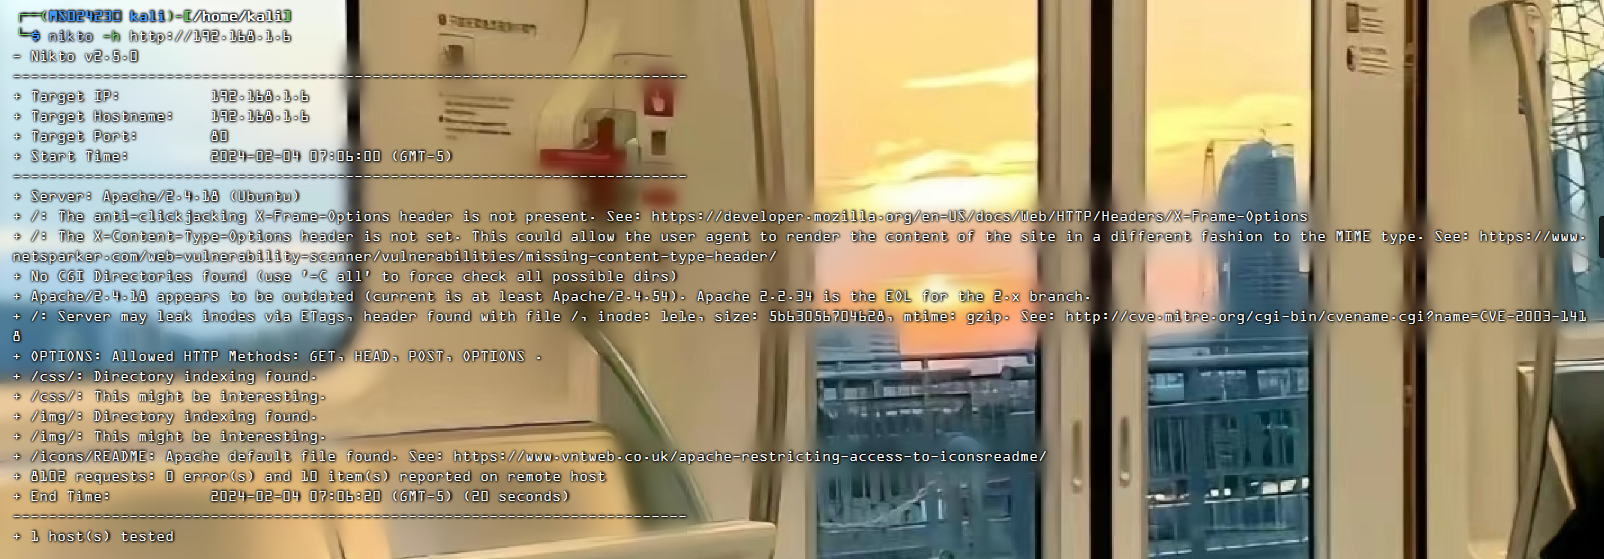 ┌──(MS02423㉿ kali)-[/home/kali]
└─# nikto -h http://192.168.1.6
- Nikto v2.5.0
---------------------------------------------------------------------------
+ Target IP:          192.168.1.6
+ Target Hostname:    192.168.1.6
+ Target Port:        80
+ Start Time:         2024-02-04 07:06:00 (GMT-5)
---------------------------------------------------------------------------
+ Server: Apache/2.4.18 (Ubuntu)
+ /: The anti-clickjacking X-Frame-Options header is not present. See: https://developer.mozilla.org/en-US/docs/Web/HTTP/Headers/X-Frame-Options
+ /: The X-Content-Type-Options header is not set. This could allow the user agent to render the content of the site in a different fashion to the MIME type. See: https://www.
netsparker.com/web-vulnerability-scanner/vulnerabilities/missing-content-type-header/
+ No CGI Directories found (use '-C all' to force check all possible dirs)
+ Apache/2.4.18 appears to be outdated (current is at least Apache/2.4.54). Apache 2.2.34 is the EOL for the 2.x branch.
+ /: Server may leak inodes via ETags, header found with file /, inode: 1e1e, size: 5b63056704628, mtime: gzip. See: http://cve.mitre.org/cgi-bin/cvename.cgi?name=CVE-2003-141
8
+ OPTIONS: Allowed HTTP Methods: GET, HEAD, POST, OPTIONS .
+ /css/: Directory indexing found.
+ /css/: This might be interesting.
+ /img/: Directory indexing found.
+ /img/: This might be interesting.
+ /icons/README: Apache default file found. See: https://www.vntweb.co.uk/apache-restricting-access-to-iconsreadme/
+ 8102 requests: 0 error(s) and 10 item(s) reported on remote host
+ End Time:           2024-02-04 07:06:20 (GMT-5) (20 seconds)
---------------------------------------------------------------------------
+ 1 host(s) tested